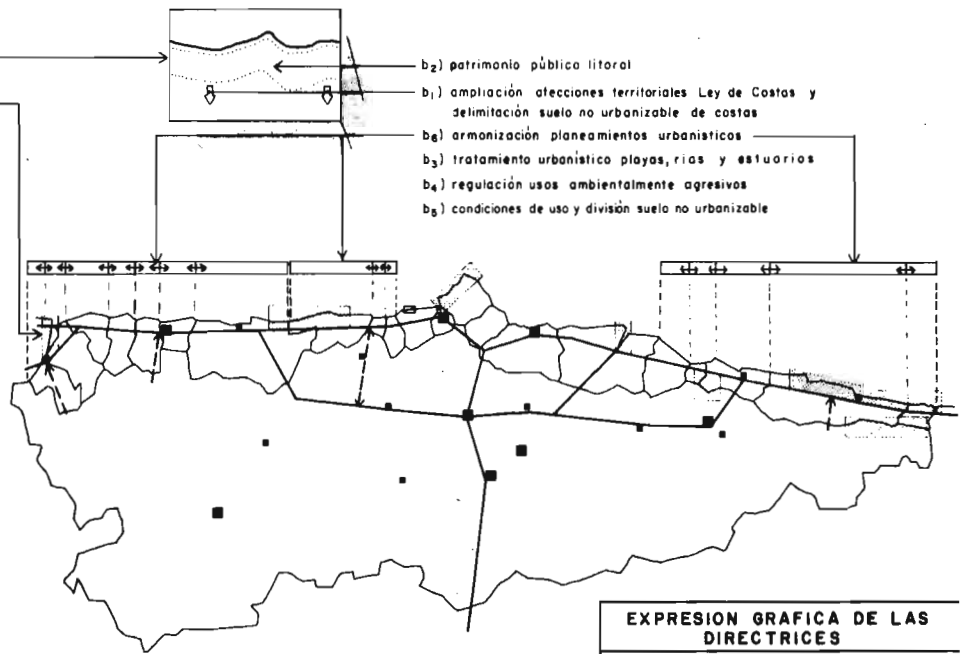 b2) patrimonio público litoral
b1) ampliación afecciones territoriales Ley de Costas y
delimitación suelo no urbanizable de costas
b6) armonización planeamientos urbanisticos
b3) tratamiento urbanístico playas, rias y estuarios
b4) regulación usos ambientalmente agresivos
b5) condiciones de uso y división suelo no urbanizable
EXPRESION GRAFICA DE LAS
DIRECTRICES